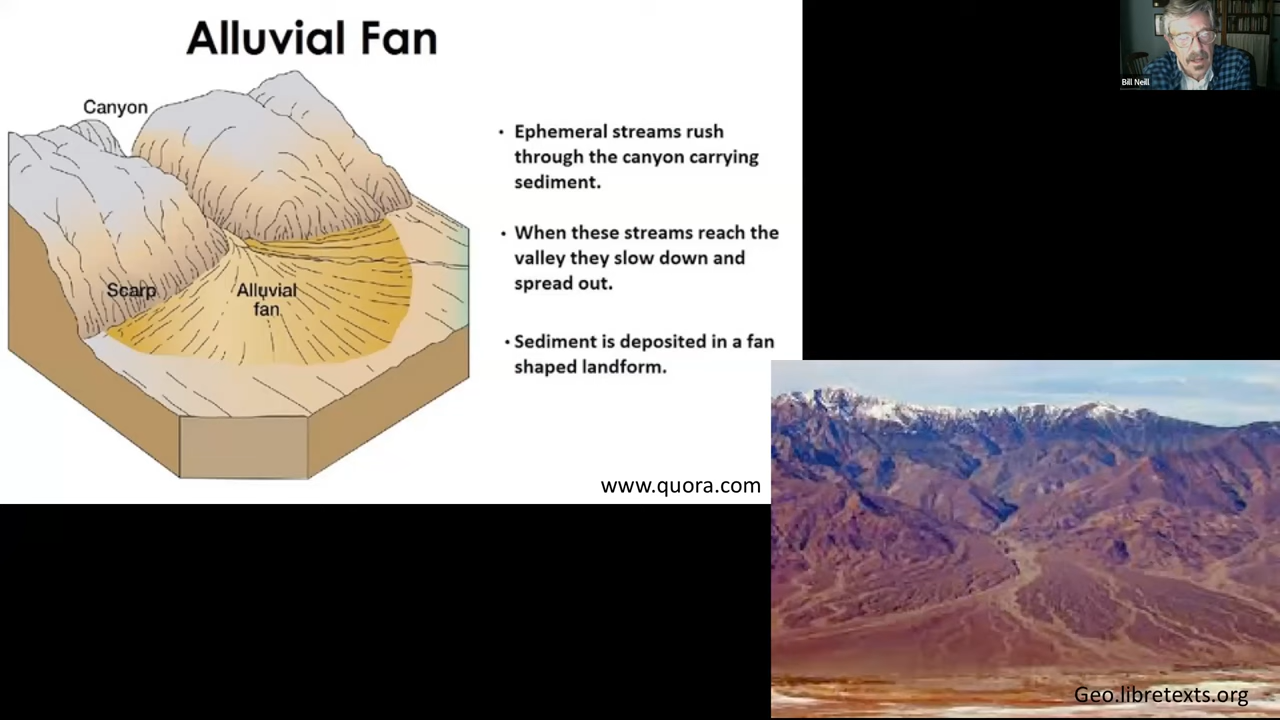 Alluvial Fan
Canyon
Scarp
Alluvial
fan
• Ephemeral streams rush
through the canyon carrying
sediment.
• When these streams reach the
valley they slow down and
spread out.
• Sediment is deposited in a fan
shaped landform.
www.quora.com
Bill Neill
Geo.libretexts.org